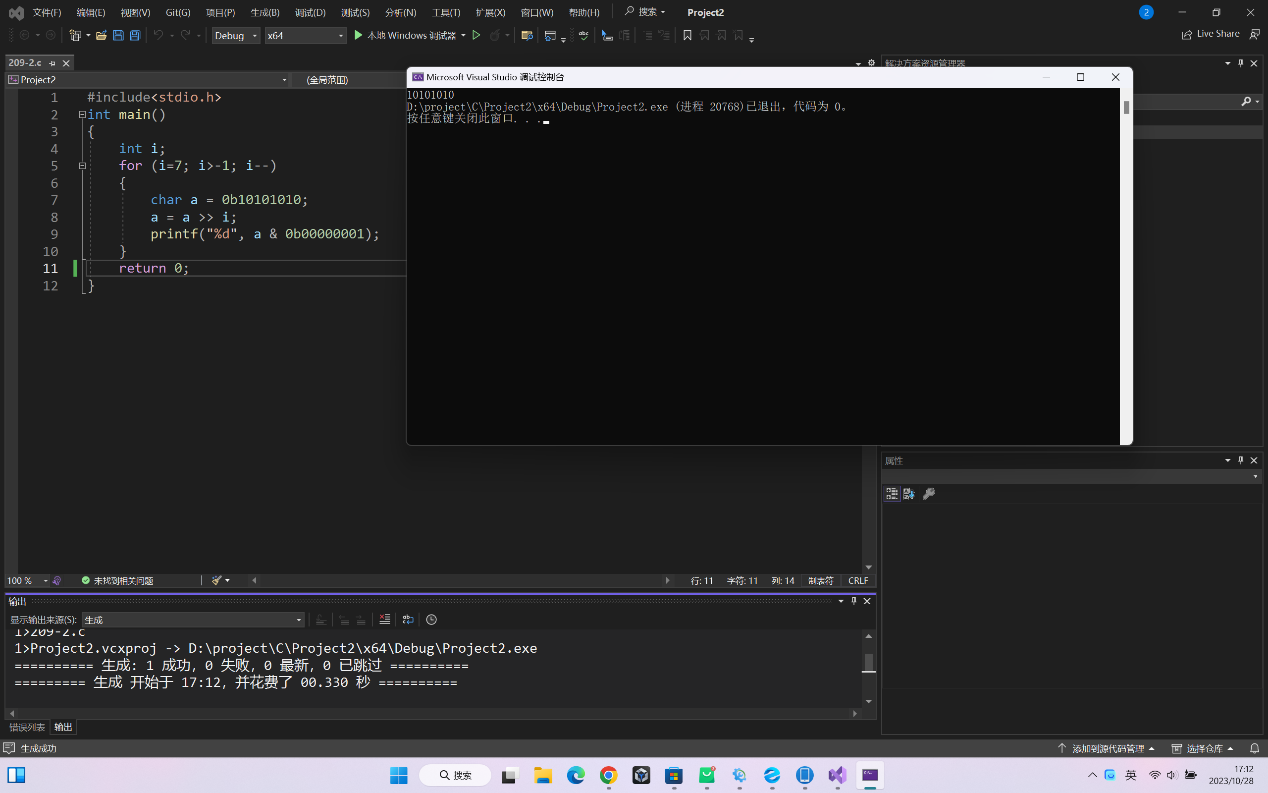 文件(F) 编辑(E) 视图(V) Git(G) 项目(P) 生成(B) 调试(D) 测试(S) 分析(N) 工具(T) 扩展(X) 窗口(W) 帮助(H) 搜索 Project2 2
Debug x64 本地 Windows 调试器 Live Share
209-2.c 解决方案资源管理器
Project2 (全局范围)
1 #include<stdio.h>
2 int main()
3 {
4 int i;
5 for (i=7; i>-1; i--)
6 {
7 char a = 0b10101010;
8 a = a >> i;
9 printf("%d", a & 0b00000001);
10 }
11 return 0;
12 }
Microsoft Visual Studio 调试控制台
10101010
D:\project\C\Project2\x64\Debug\Project2.exe (进程 20768)已退出，代码为 0。
按任意键关闭此窗口. . .
属性
100 % 未找到相关问题 行: 11 字符: 11 列: 14 制表符 CRLF
输出
显示输出来源(S): 生成
1>209-2.c
1>Project2.vcxproj -> D:\project\C\Project2\x64\Debug\Project2.exe
========== 生成: 1 成功，0 失败，0 最新，0 已跳过 ==========
========= 生成 开始于 17:12，并花费了 00.330 秒 ==========
错误列表 输出
生成成功 添加到源代码管理 选择仓库
搜索 英 17:12
2023/10/28